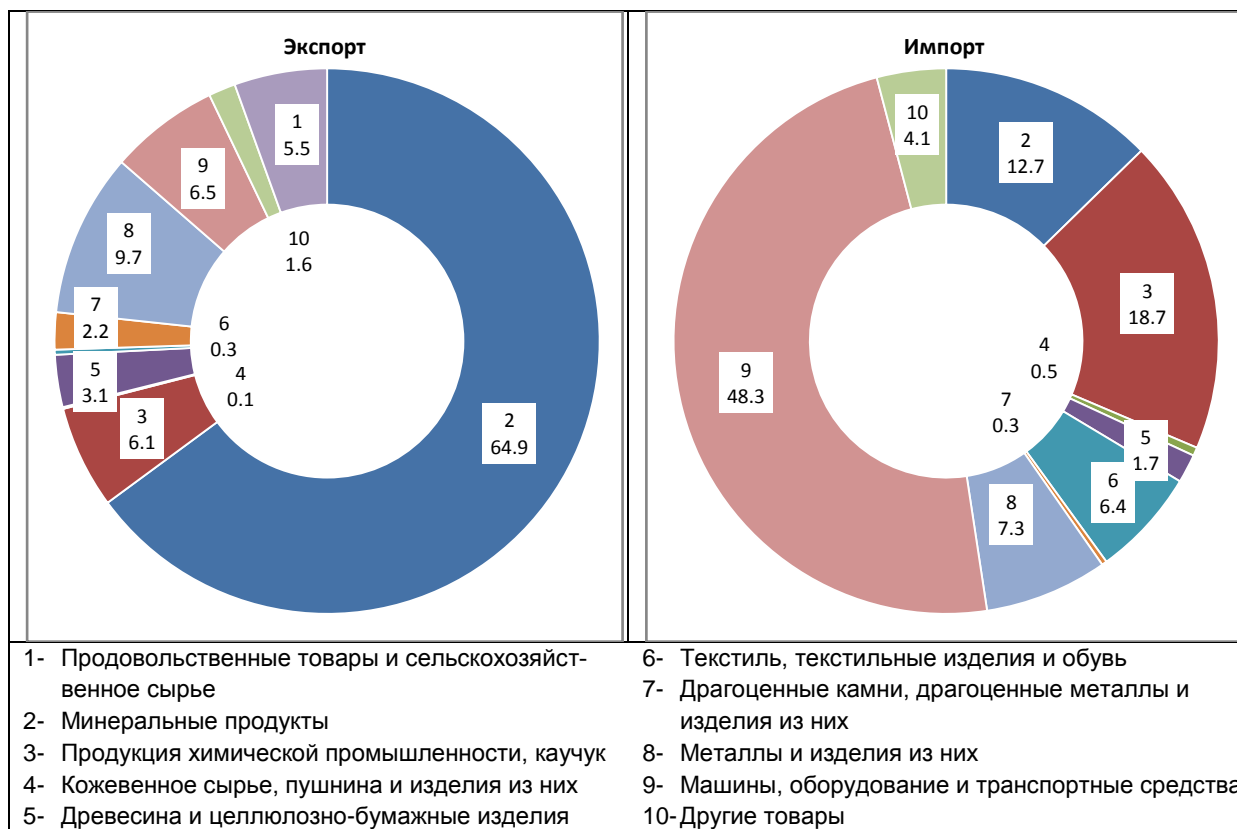 Экспорт
1
5.5
2
64.9
3
6.1
4
0.1
5
3.1
6
0.3
7
2.2
8
9.7
9
6.5
10
1.6
Импорт
2
12.7
3
18.7
4
0.5
5
1.7
6
6.4
7
0.3
8
7.3
9
48.3
10
4.1
1- Продовольственные товары и сельскохозяйст-
венное сырье
2- Минеральные продукты
3- Продукция химической промышленности, каучук
4- Кожевенное сырье, пушнина и изделия из них
5- Древесина и целлюлозно-бумажные изделия
6- Текстиль, текстильные изделия и обувь
7- Драгоценные камни, драгоценные металлы и
изделия из них
8- Металлы и изделия из них
9- Машины, оборудование и транспортные средства
10- Другие товары